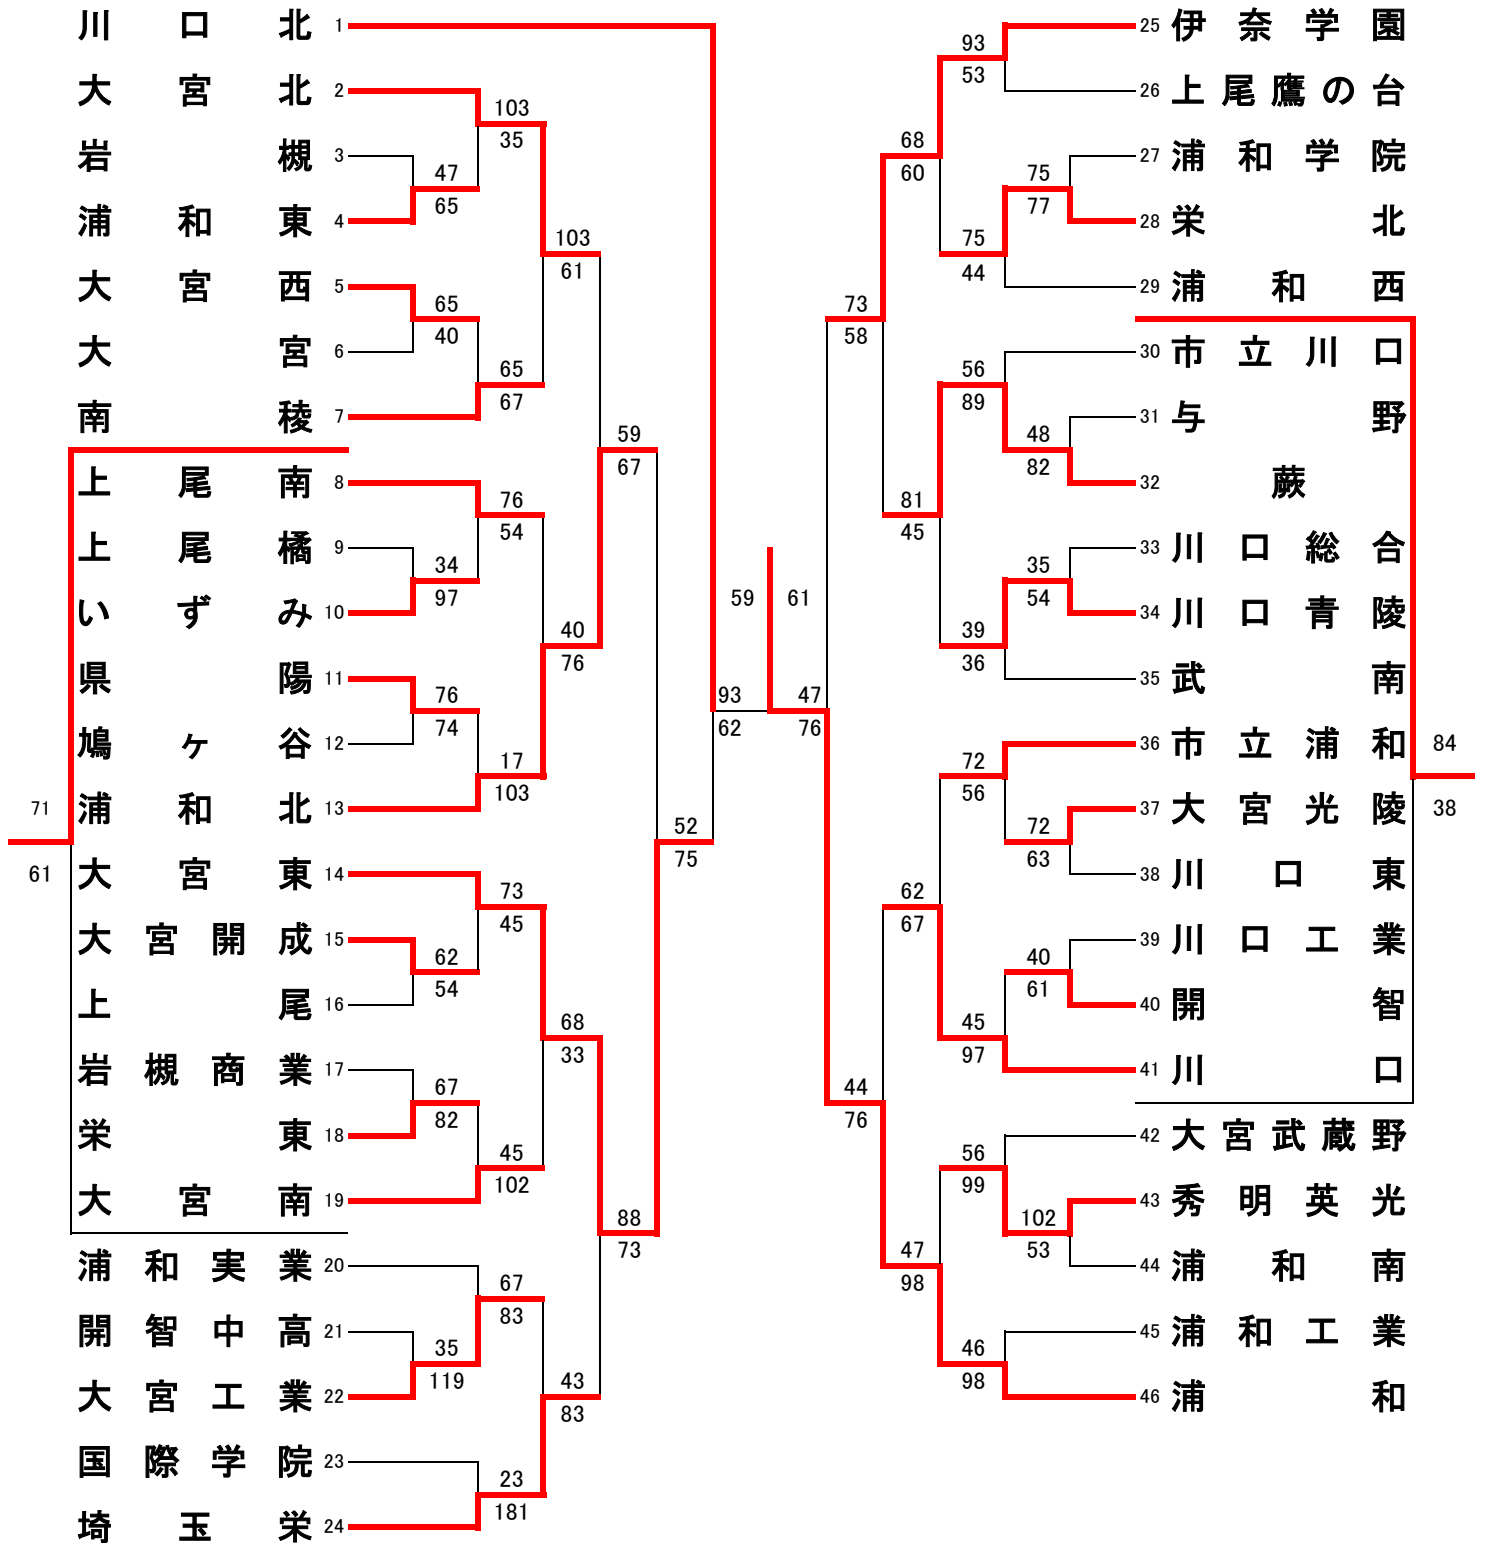 川口北 1
大宮北 2
岩槻 3
浦和東 4
大宮西 5
大宮 6
南稜 7
上尾南 8
上尾橘 9
いずみ 10
県陽 11
鳩ヶ谷 12
浦和北 13
大宮東 14
大宮開成 15
上尾 16
岩槻商業 17
栄東 18
大宮南 19
浦和実業 20
開智中高 21
大宮工業 22
国際学院 23
埼玉栄 24
71
61
47
65
65
40
34
97
76
74
62
54
67
82
35
119
103
35
65
67
76
54
17
103
73
45
45
102
67
83
23
181
103
61
40
76
68
33
43
83
59
67
88
73
52
75
93
62
59 61
47
76
73
58
44
76
68
60
81
45
62
67
47
98
93
53
75
44
56
89
39
36
72
56
45
97
56
99
46
98
75
77
48
82
35
54
72
63
40
61
102
53
25 伊奈学園
26 上尾鷹の台
27 浦和学院
28 栄北
29 浦和西
30 市立川口
31 与野
32 蕨
33 川口総合
34 川口青陵
35 武南
36 市立浦和
37 大宮光陵
38 川口東
39 川口工業
40 開智
41 川口
42 大宮武蔵野
43 秀明英光
44 浦和南
45 浦和工業
46 浦和
84
38